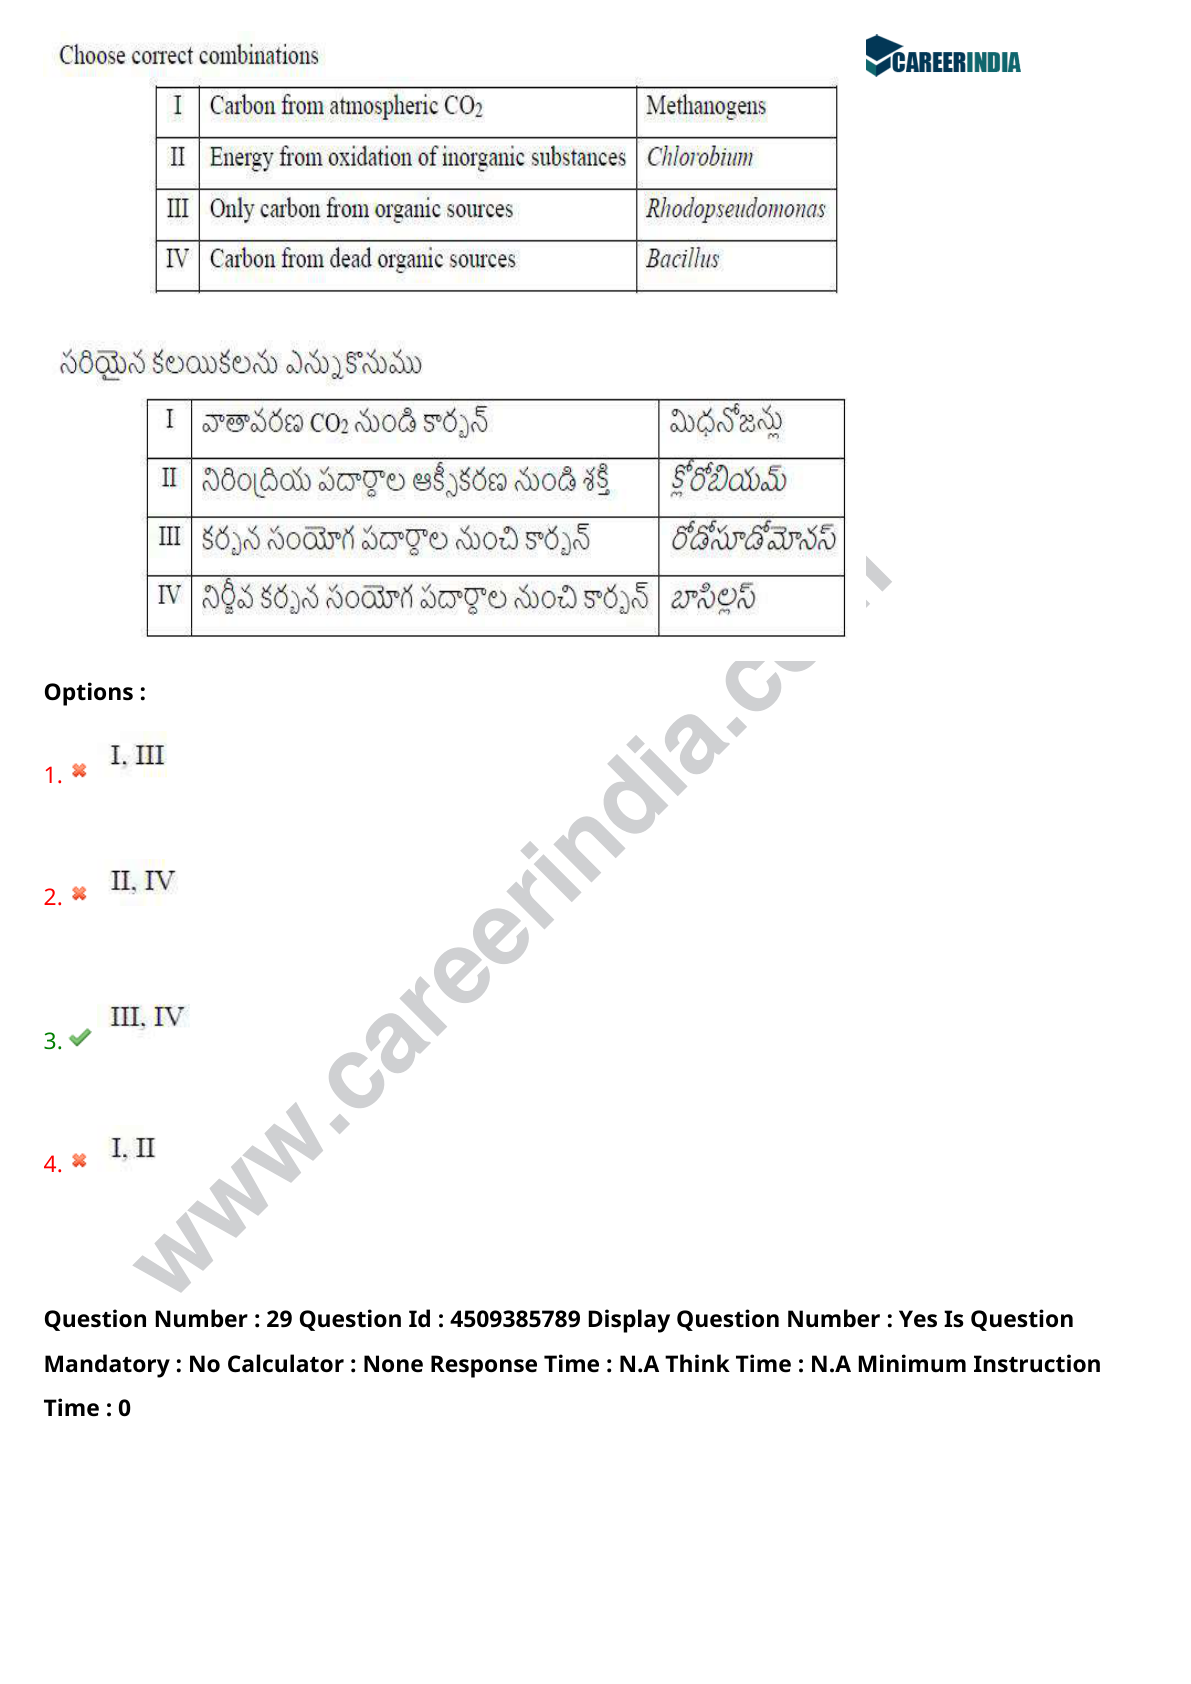 Choose correct combinations
CAREERINDIA
I Carbon from atmospheric CO2 Methanogens
II Energy from oxidation of inorganic substances Chlorobium
III Only carbon from organic sources Rhodopseudomonas
IV Carbon from dead organic sources Bacillus
సరియైన కలయికలను ఎన్నుకొనుము
I వాతావరణ CO2 నుండి కార్బన్ మిధనోజన్లు
II నిరింద్రియ పదార్ధాల ఆక్సీకరణ నుండి శక్తి క్లోరోబియమ్
III కర్బన సంయోగ పదార్ధాల నుంచి కార్బన్ రోడోసూడోమోనస్
IV నిర్జీవ కర్బన సంయోగ పదార్ధాల నుంచి కార్బన్ బాసిల్లస్
Options :
1. I, III
2. II, IV
3. III, IV
4. I, II
www.careerindia.com
Question Number : 29 Question Id : 4509385789 Display Question Number : Yes Is Question
Mandatory : No Calculator : None Response Time : N.A Think Time : N.A Minimum Instruction
Time : 0